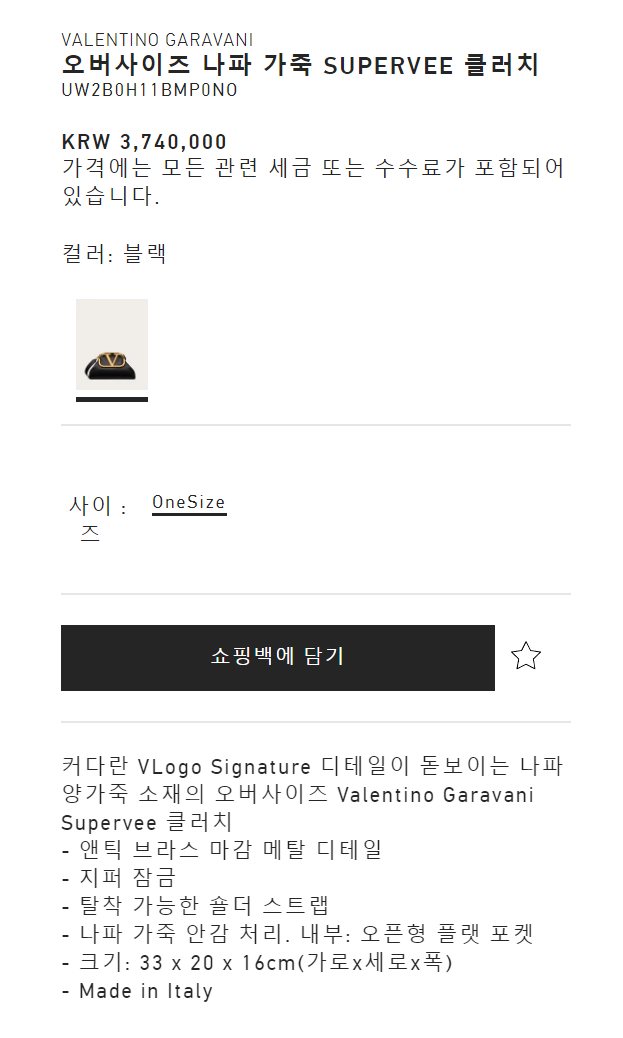 VALENTINO GARAVANI
오버사이즈 나파 가죽 SUPERVEE 클러치
UW2B0H11BMP0NO
KRW 3,740,000
가격에는 모든 관련 세금 또는 수수료가 포함되어
있습니다.
컬러: 블랙
V
사이 :
즈
OneSize
쇼핑백에 담기
커다란 VLogo Signature 디테일이 돋보이는 나파
양가죽 소재의 오버사이즈 Valentino Garavani
Supervee 클러치
- 앤틱 브라스 마감 메탈 디테일
- 지퍼 잠금
- 탈착 가능한 숄더 스트랩
- 나파 가죽 안감 처리. 내부: 오픈형 플랫 포켓
- 크기: 33 x 20 x 16cm(가로x세로x폭)
- Made in Italy